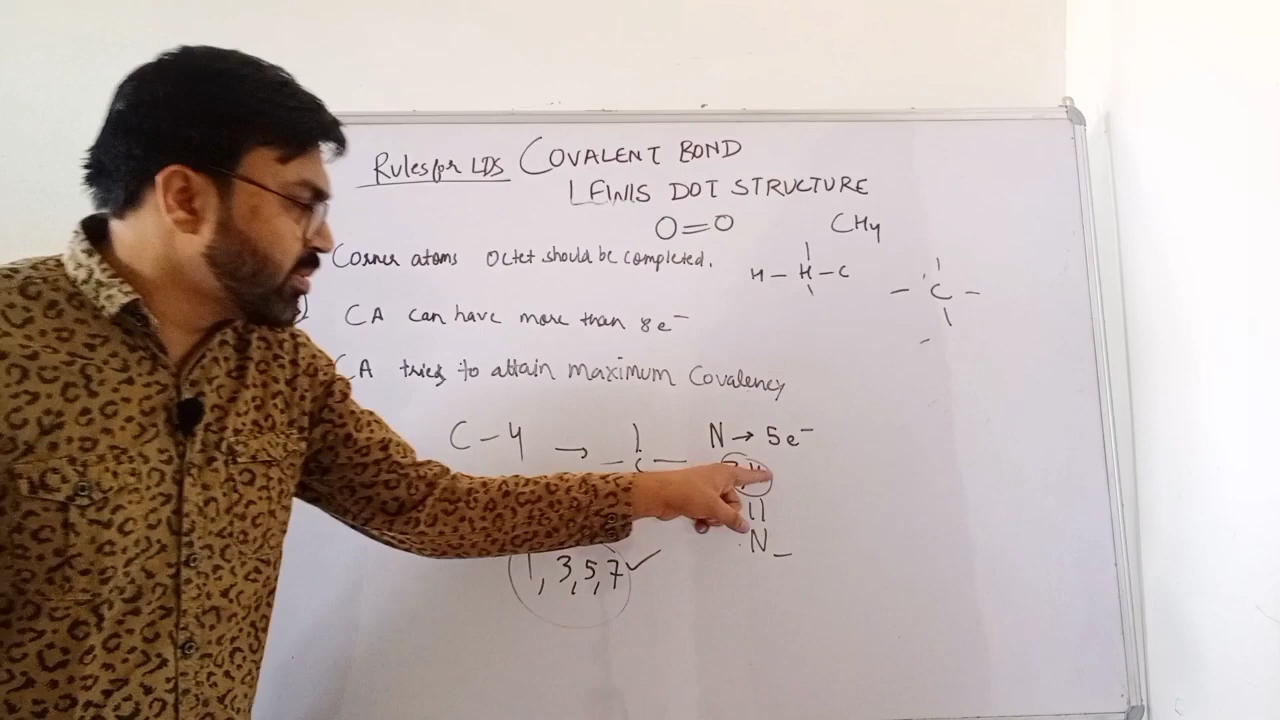 Rules for LDS COVALENT BOND
LEWIS DOT STRUCTURE
O=O
CH4
Corner atoms Octet should be completed.
H – H – C
– C –
CA can have more than 8e⁻
CA tries to attain maximum Covalency
C – 4 → – C –
N → 5e⁻
N –
1, 3, 5, 7 ✓